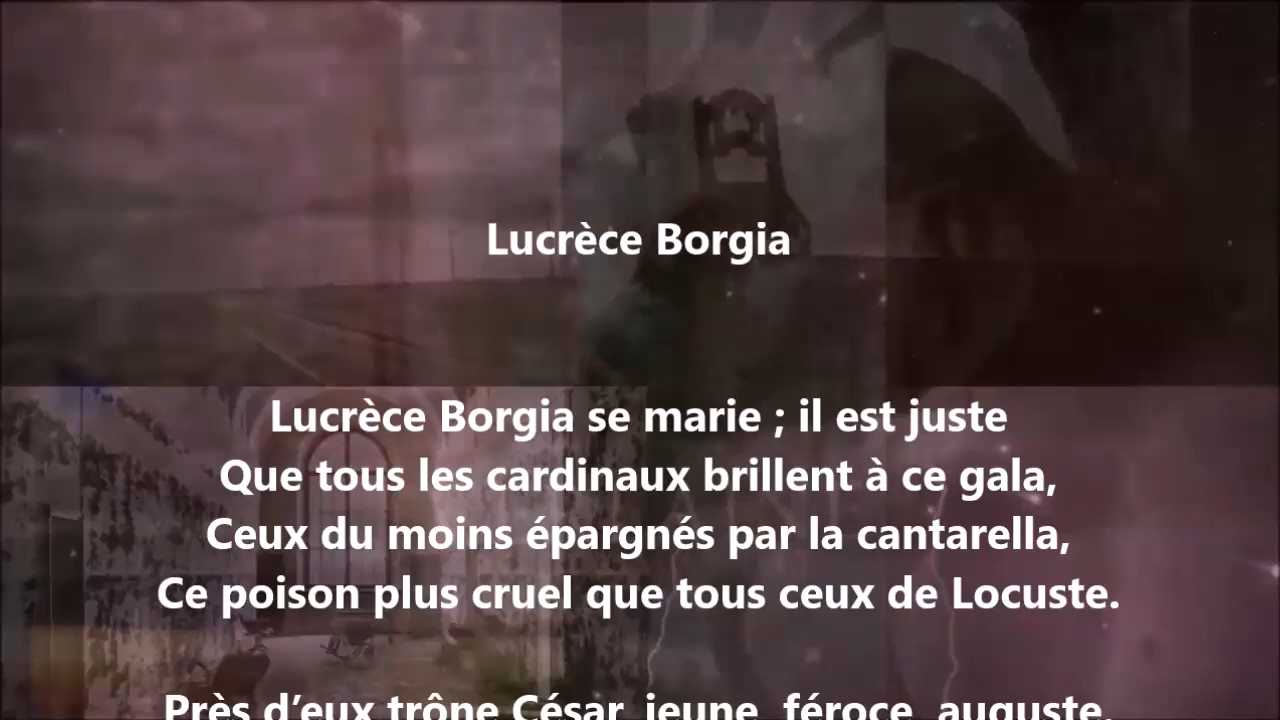 Lucrèce Borgia
Lucrèce Borgia se marie ; il est juste
Que tous les cardinaux brillent à ce gala,
Ceux du moins épargnés par la cantarella,
Ce poison plus cruel que tous ceux de Locuste.
Près d’eux trône César, jeune, féroce, auguste,